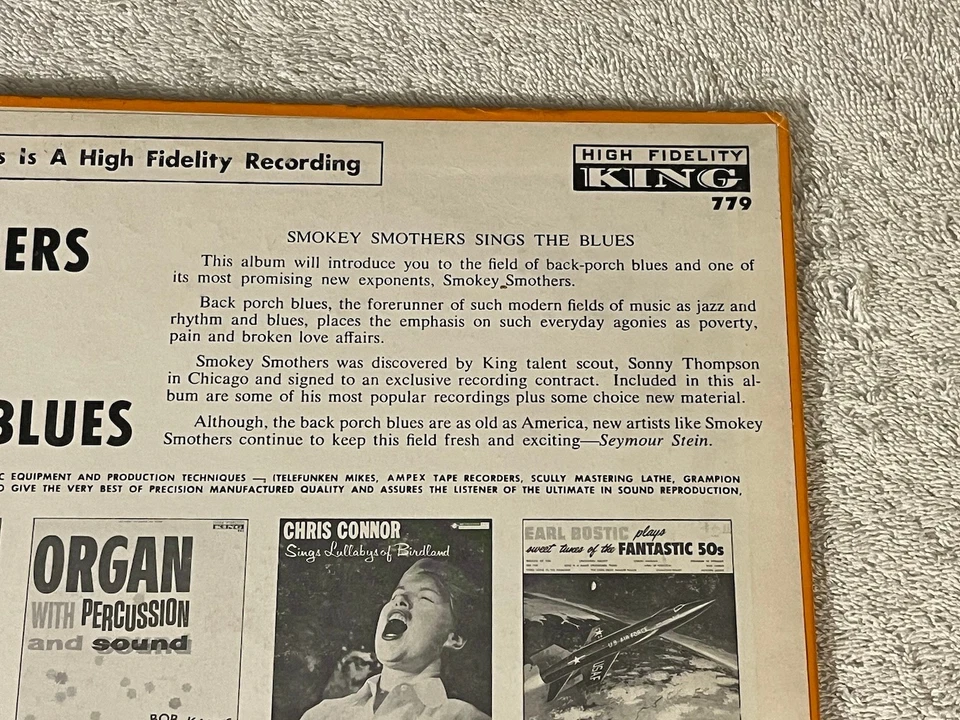 s Is A High Fidelity Recording
HIGH FIDELITY
KING
779
ERS
BLUES
SMOKEY SMOTHERS SINGS THE BLUES
This album will introduce you to the field of back-porch blues and one of
its most promising new exponents, Smokey Smothers.
Back porch blues, the forerunner of such modern fields of music as jazz and
rhythm and blues, places the emphasis on such everyday agonies as poverty,
pain and broken love affairs.
Smokey Smothers was discovered by King talent scout, Sonny Thompson
in Chicago and signed to an exclusive recording contract. Included in this al-
bum are some of his most popular recordings plus some choice new material.
Although, the back porch blues are as old as America, new artists like Smokey
Smothers continue to keep this field fresh and exciting—Seymour Stein.
C EQUIPMENT AND PRODUCTION TECHNIQUES —, ITELEFUNKEN MIKES, AMPEX TAPE RECORDERS, SCULLY MASTERING LATHE, GRAMPION
O GIVE THE VERY BEST OF PRECISION MANUFACTURED QUALITY AND ASSURES THE LISTENER OF THE ULTIMATE IN SOUND REPRODUCTION,
KING
ORGAN
WITH PERCUSSION
and sound
BOB
CHRIS CONNOR
Sings Lullabys of Birdland
EARL BOSTIC plays
sweet tunes of the FANTASTIC 50s
U.S. AIR FORCE
USAF